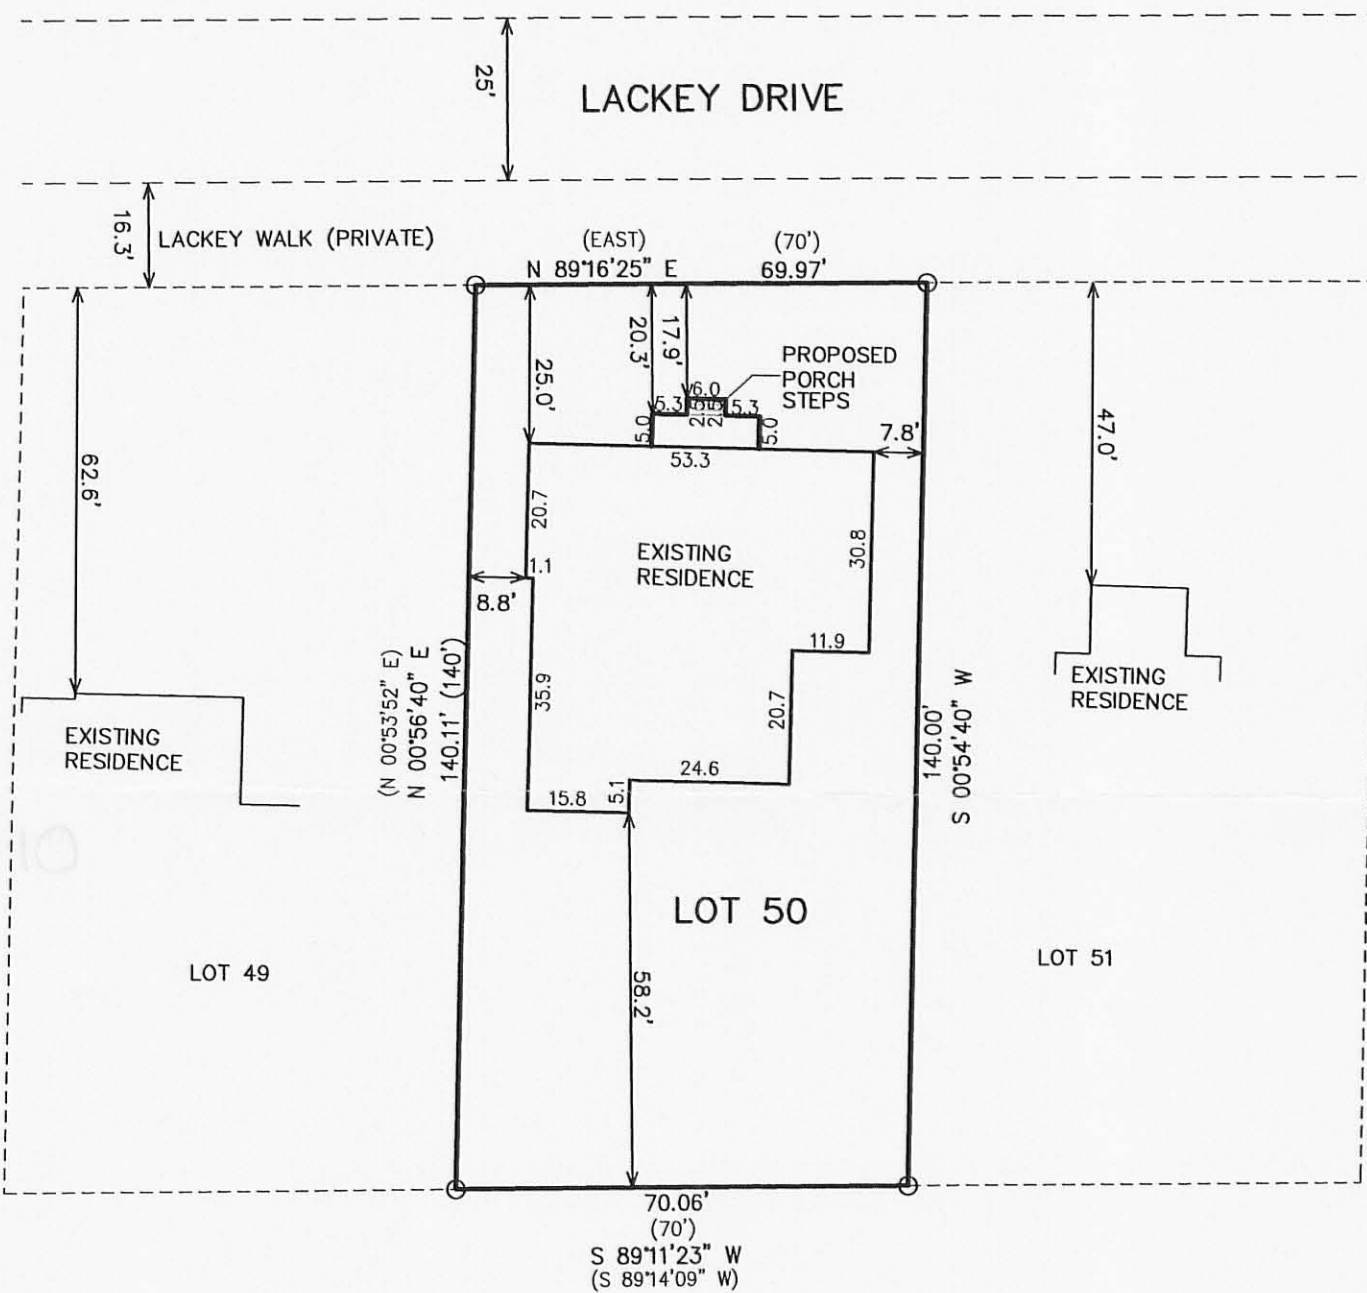 25'
LACKEY DRIVE
16.3'
LACKEY WALK (PRIVATE)
(EAST) (70')
N 89°16'25" E 69.97'
62.6'
25.0'
20.3'
17.9'
PROPOSED
PORCH
STEPS
6.0
5.3
2.5
2.5
5.3
5.0
5.0
53.3
7.8'
47.0'
20.7
1.1
8.8'
EXISTING
RESIDENCE
30.8
11.9
20.7
35.9
24.6
5.1
15.8
(N 00°53'52" E)
N 00°56'40" E
140.11' (140')
140.00'
S 00°54'40" W
EXISTING
RESIDENCE
EXISTING
RESIDENCE
LOT 50
58.2'
LOT 49
LOT 51
70.06'
(70')
S 89°11'23" W
(S 89°14'09" W)